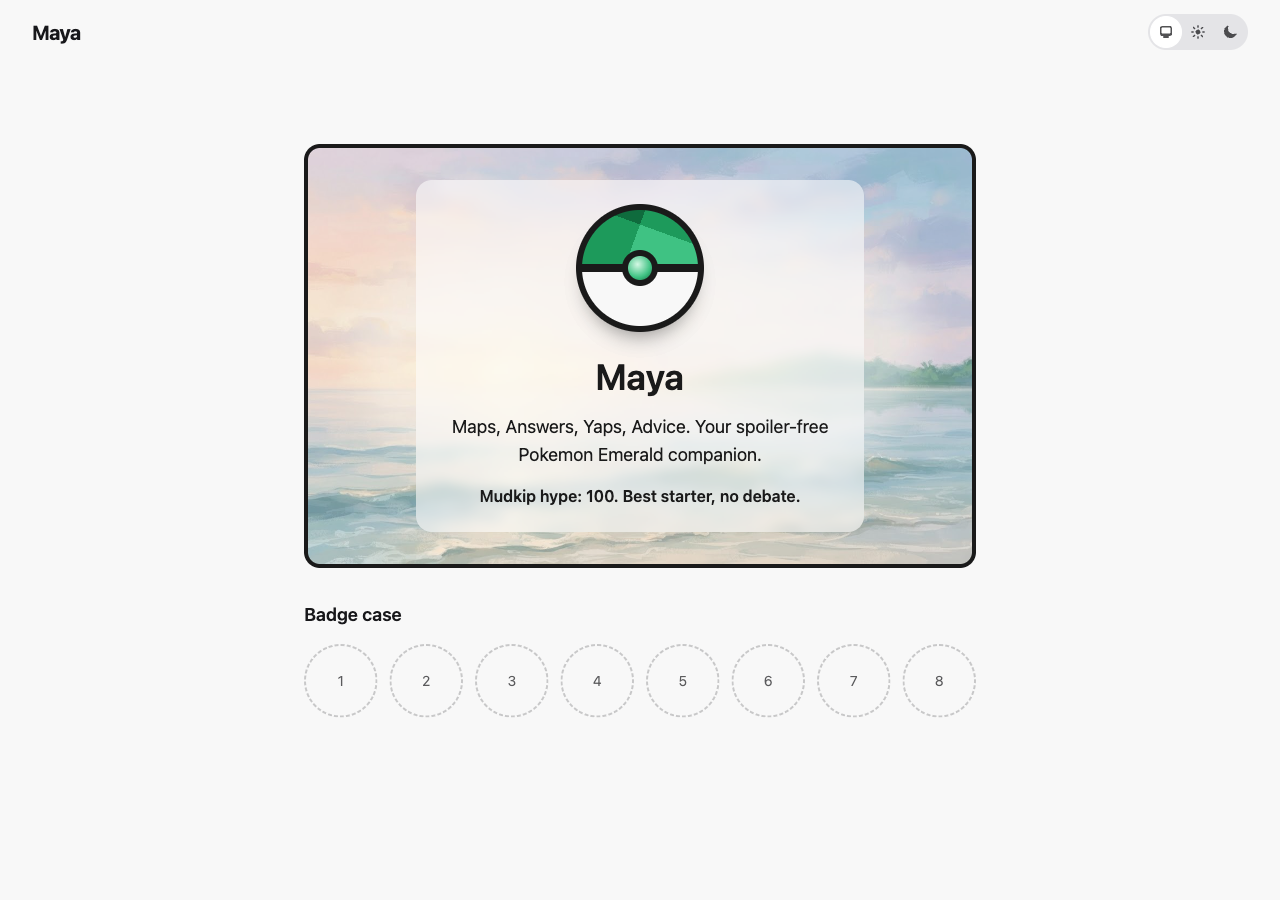 Maya
Maya
Maps, Answers, Yaps, Advice. Your spoiler-free
Pokemon Emerald companion.
Mudkip hype: 100. Best starter, no debate.
Badge case
1 2 3 4 5 6 7 8